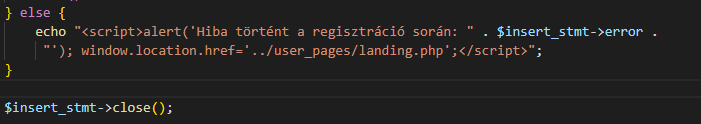 } else {
echo "<script>alert('Hiba történt a regisztráció során: " . $insert_stmt->error .
"'); window.location.href='../user_pages/landing.php';</script>";
}
$insert_stmt->close();